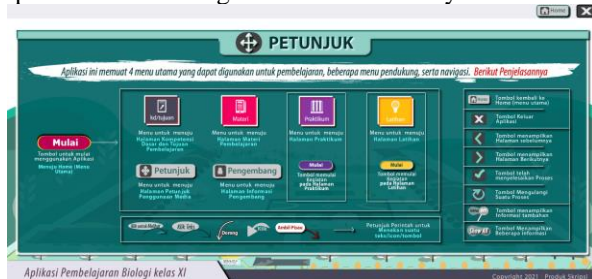 Home
PETUNJUK
Aplikasi ini memuat 4 menu utama yang dapat digunakan untuk pembelajaran, beberapa menu pendukung, serta navigasi. Berikut Penjelasannya
Mulai
Tombol untuk mulai
menggunakan Aplikasi
Menuju Home (Menu
Utama)
kd/tujuan
Menu untuk menuju
Halaman Kompetensi
Dasar dan Tujuan
Pembelajaran
Materi
Menu untuk menuju
Halaman Materi
Pembelajaran
Praktikum
Menu untuk menuju
Halaman Praktikum
Latihan
Menu untuk menuju
Halaman Latihan
Petunjuk
Menu untuk menuju
Halaman Petunjuk
Penggunaan Media
Pengembang
Menu untuk menuju
Halaman Informasi
Pengembang
Mulai
Tombol memulai
Kegiatan
pada Halaman
Praktikum
Mulai
Tombol memulai
Kegiatan
pada Halaman
Latihan
Klik Teks
Dorong
Ambil Pisau
Petunjuk Perintah untuk
Menekan suatu
teks/icon/tombol
Home
Tombol kembali ke
Home (menu utama)
Tombol Keluar
Aplikasi
Tombol menampilkan
Halaman sebelumnya
Tombol menampilkan
Halaman Berikutnya
Tombol telah
menyelesaikan Proses
Tombol Mengulangi
Suatu Proses
Tombol menampilkan
Informasi tambahan
Tombol Menampilkan
Beberapa Informasi
Aplikasi Pembelajaran Biologi kelas XI
Copyright 2021 Produk Skripsi